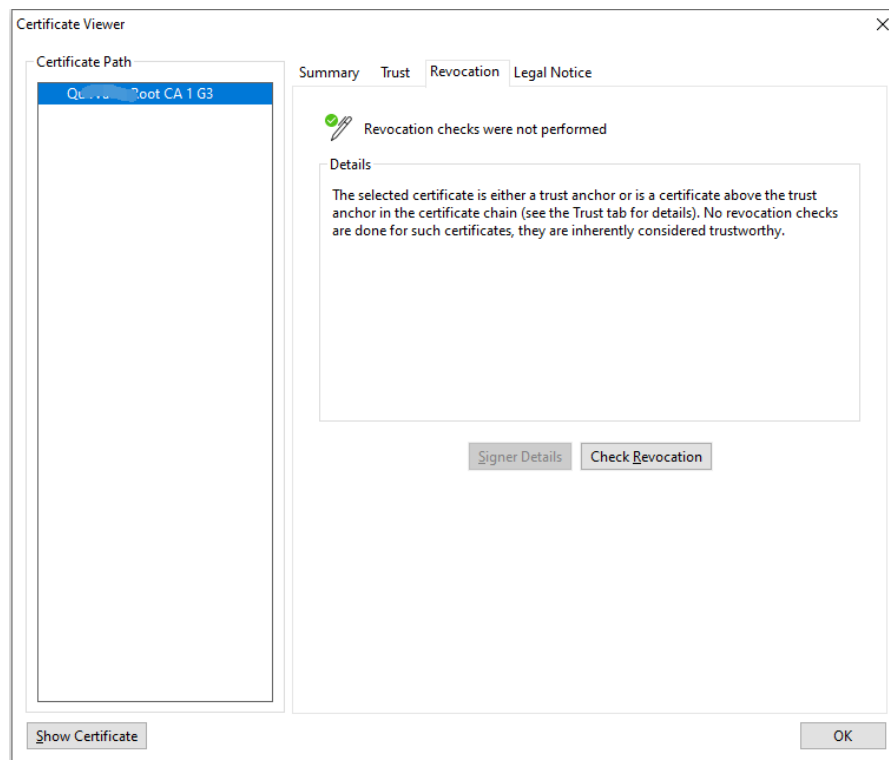 Certificate Viewer
Certificate Path
Root CA 1 G3
Summary Trust Revocation Legal Notice
Revocation checks were not performed
Details
The selected certificate is either a trust anchor or is a certificate above the trust
anchor in the certificate chain (see the Trust tab for details). No revocation checks
are done for such certificates, they are inherently considered trustworthy.
Signer Details Check Revocation
Show Certificate OK